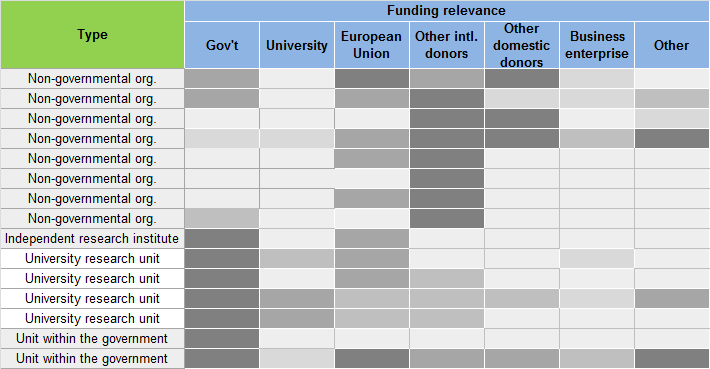 Type
Funding relevance
Gov't University European Union Other intl. donors Other domestic donors Business enterprise Other
Non-governmental org.
Non-governmental org.
Non-governmental org.
Non-governmental org.
Non-governmental org.
Non-governmental org.
Non-governmental org.
Non-governmental org.
Independent research institute
University research unit
University research unit
University research unit
University research unit
Unit within the government
Unit within the government